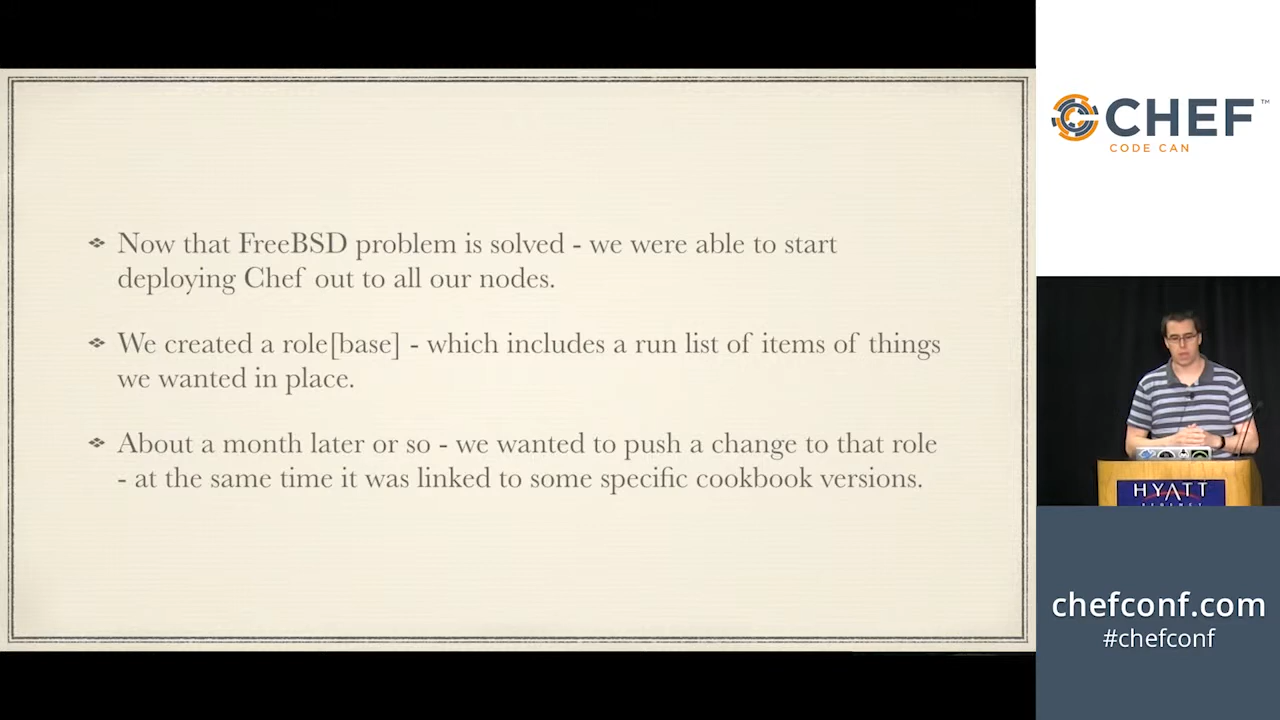 Now that FreeBSD problem is solved - we were able to start
deploying Chef out to all our nodes.
We created a role[base] - which includes a run list of items of things
we wanted in place.
About a month later or so - we wanted to push a change to that role
- at the same time it was linked to some specific cookbook versions.
CHEF™
CODE CAN
HYATT
chefconf.com
#chefconf